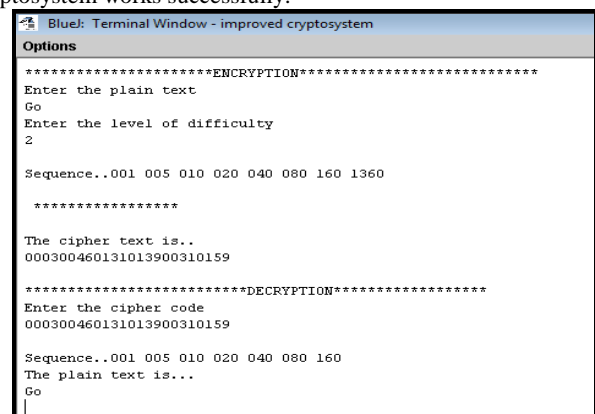 ptosystem works successfully.
BlueJ: Terminal Window - improved cryptosystem
Options
**********************ENCRYPTION****************************
Enter the plain text
Go
Enter the level of difficulty
2
Sequence..001 005 010 020 040 080 160 1360
*****************
The cipher text is..
000300460131013900310159
**************************DECRYPTION******************
Enter the cipher code
000300460131013900310159
Sequence..001 005 010 020 040 080 160
The plain text is...
Go